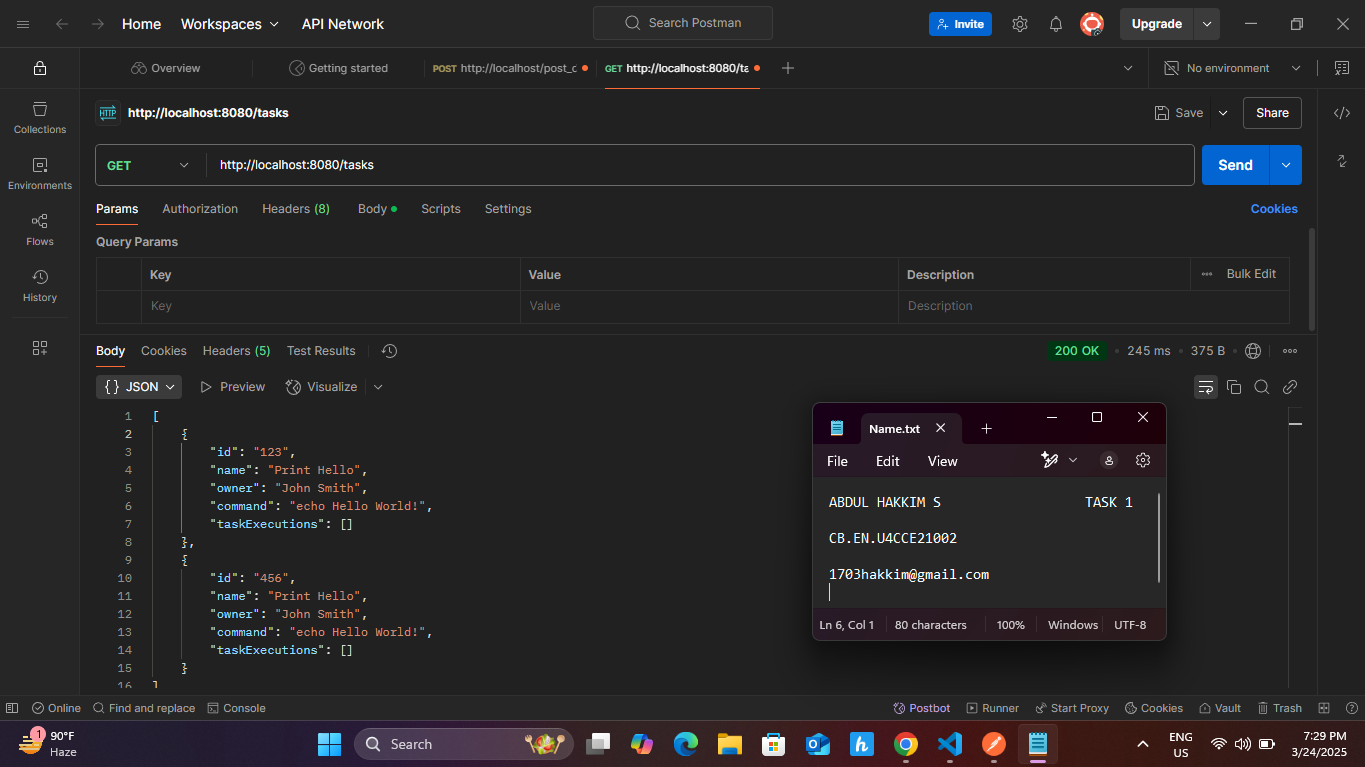 Home Workspaces API Network Search Postman Invite Upgrade
Overview Getting started POST http://localhost/post_c GET http://localhost:8080/ta No environment
HTTP http://localhost:8080/tasks Save Share
Collections
GET http://localhost:8080/tasks Send
Environments
Params Authorization Headers (8) Body Scripts Settings Cookies
Flows
Query Params
History
Key Value Description Bulk Edit
Key Value Description
Body Cookies Headers (5) Test Results 200 OK 245 ms 375 B
{} JSON Preview Visualize
1 [
2 {
3 "id": "123",
4 "name": "Print Hello",
5 "owner": "John Smith",
6 "command": "echo Hello World!",
7 "taskExecutions": []
8 },
9 {
10 "id": "456",
11 "name": "Print Hello",
12 "owner": "John Smith",
13 "command": "echo Hello World!",
14 "taskExecutions": []
15 }
16 ]
Name.txt
File Edit View
ABDUL HAKKIM S TASK 1
CB.EN.U4CCE21002
1703hakkim@gmail.com
Ln 6, Col 1 80 characters 100% Windows UTF-8
Online Find and replace Console Postbot Runner Start Proxy Cookies Vault Trash
1 90°F
Haze
Search
ENG
US
7:29 PM
3/24/2025